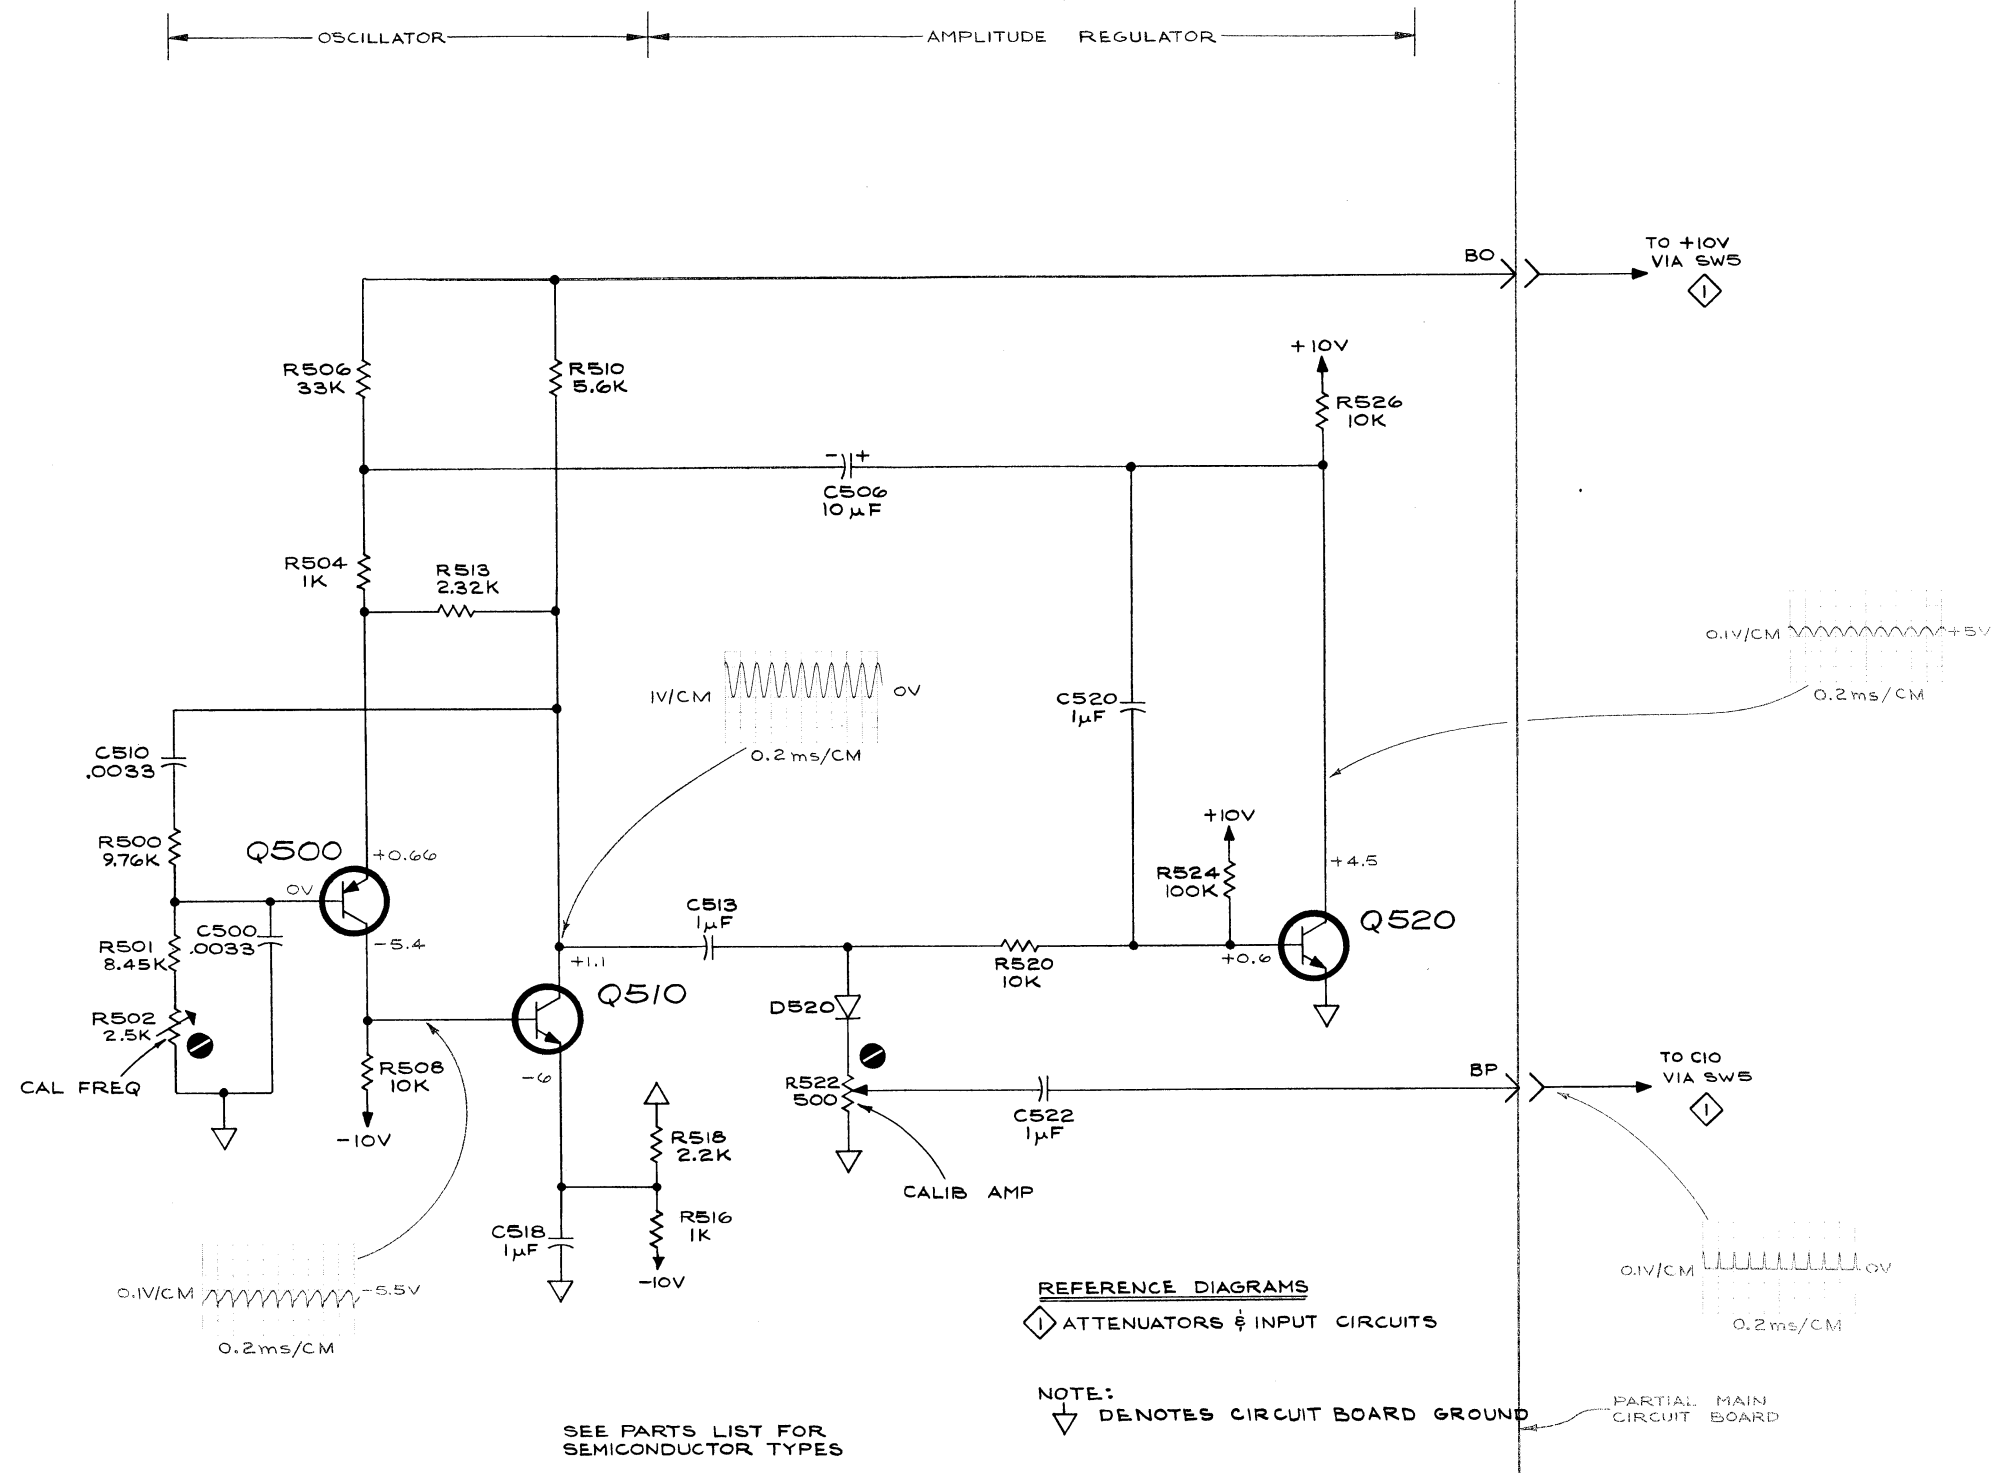 OSCILLATOR
AMPLITUDE REGULATOR
BO
TO +10V
VIA SW5
1
R506
33K
R510
5.6K
+10V
R526
10K
- +
C506
10 µF
R504
1K
R513
2.32K
0.1V/CM
+5V
0.2ms/CM
1V/CM
0V
0.2ms/CM
C520
1µF
C510
.0033
R500
9.76K
Q500
+0.66
0V
-5.4
R501
8.45K
C500
.0033
R502
2.5K
CAL FREQ
R508
10K
-10V
C513
1µF
+1.1
Q510
-6
+10V
R524
100K
+4.5
Q520
+0.6
R520
10K
D520
R522
500
CALIB AMP
C522
1µF
BP
TO C10
VIA SW5
1
R518
2.2K
R516
1K
-10V
C518
1µF
0.1V/CM
-5.5V
0.2ms/CM
0.1V/CM
0V
0.2ms/CM
REFERENCE DIAGRAMS
1 ATTENUATORS & INPUT CIRCUITS
NOTE:
DENOTES CIRCUIT BOARD GROUND
PARTIAL MAIN
CIRCUIT BOARD
SEE PARTS LIST FOR
SEMICONDUCTOR TYPES